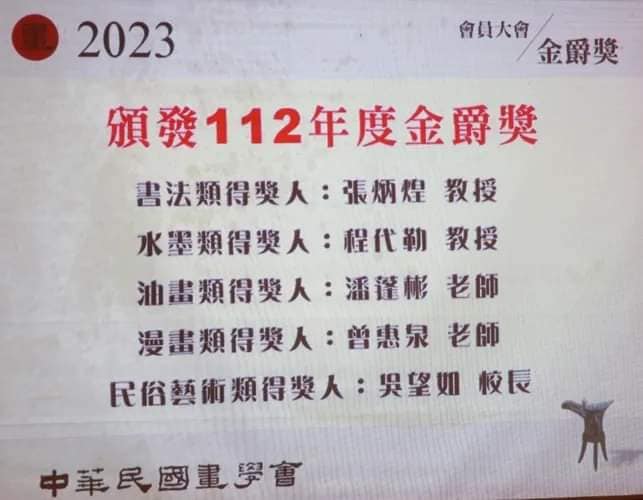 2023
會員大會
金爵獎
頒發112年度金爵獎
書法類得獎人：張炳煌 教授
水墨類得獎人：程代勒 教授
油畫類得獎人：潘蓬彬 老師
漫畫類得獎人：曾惠泉 老師
民俗藝術類得獎人：吳望如 校長
中華民國畫學會